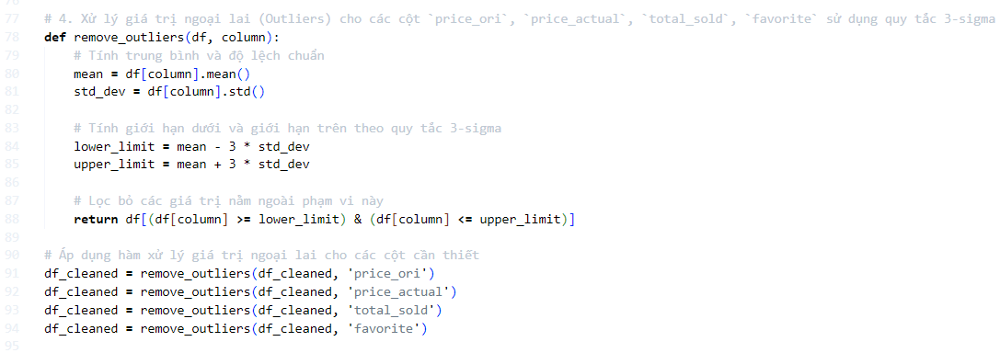 76
77 # 4. Xử lý giá trị ngoại lai (Outliers) cho các cột `price_ori`, `price_actual`, `total_sold`, `favorite` sử dụng quy tắc 3-sigma
78 def remove_outliers(df, column):
79     # Tính trung bình và độ lệch chuẩn
80     mean = df[column].mean()
81     std_dev = df[column].std()
82
83     # Tính giới hạn dưới và giới hạn trên theo quy tắc 3-sigma
84     lower_limit = mean - 3 * std_dev
85     upper_limit = mean + 3 * std_dev
86
87     # Lọc bỏ các giá trị nằm ngoài phạm vi này
88     return df[(df[column] >= lower_limit) & (df[column] <= upper_limit)]
89
90 # Áp dụng hàm xử lý giá trị ngoại lai cho các cột cần thiết
91 df_cleaned = remove_outliers(df_cleaned, 'price_ori')
92 df_cleaned = remove_outliers(df_cleaned, 'price_actual')
93 df_cleaned = remove_outliers(df_cleaned, 'total_sold')
94 df_cleaned = remove_outliers(df_cleaned, 'favorite')
95